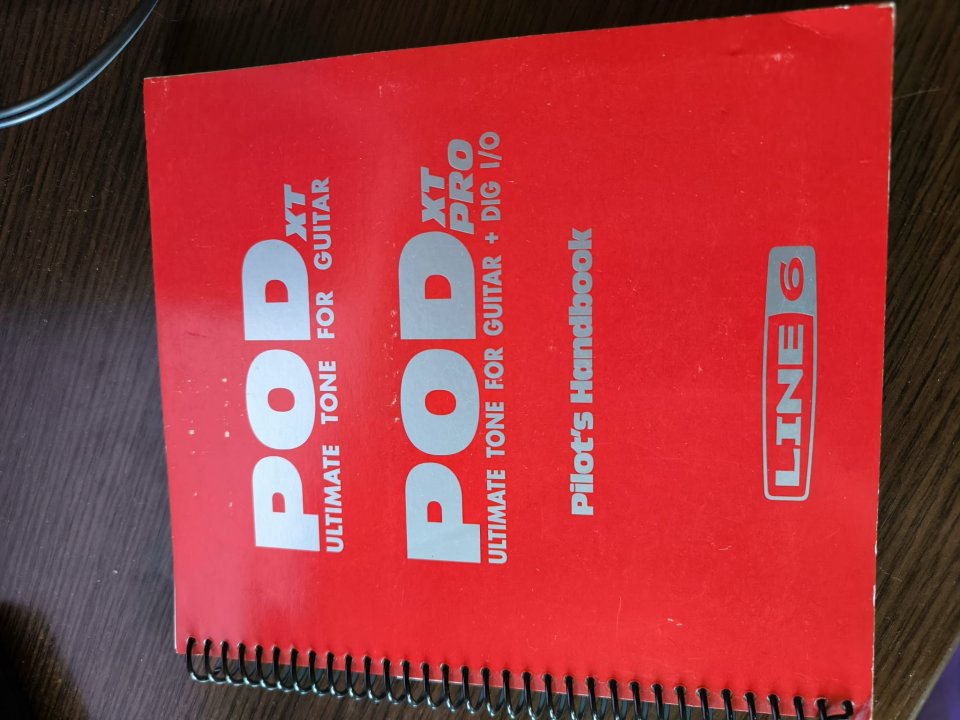 POD XT
ULTIMATE TONE FOR GUITAR
POD XT PRO
ULTIMATE TONE FOR GUITAR + DIG I/O
Pilot's Handbook
LINE 6